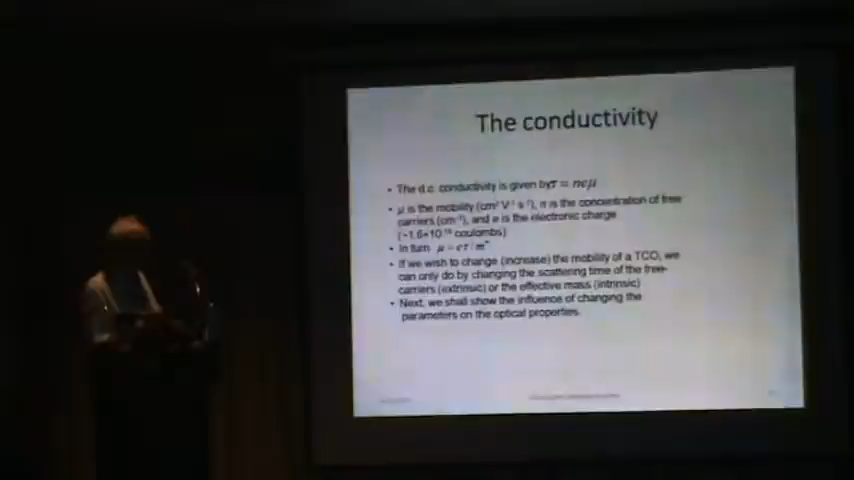 The conductivity
• The d.c. conductivity is given by τ = neμ
• μ is the mobility (cm² V⁻¹ s⁻¹), n is the concentration of free
carriers (cm⁻³), and e is the electronic charge
(~1.6×10⁻¹⁹ coulombs)
• In turn μ = eτ / m*
• If we wish to change (increase) the mobility of a TCO, we
can only do by changing the scattering time of the free-
carriers (extrinsic) or the effective mass (intrinsic)
• Next, we shall show the influence of changing the
parameters on the optical properties.